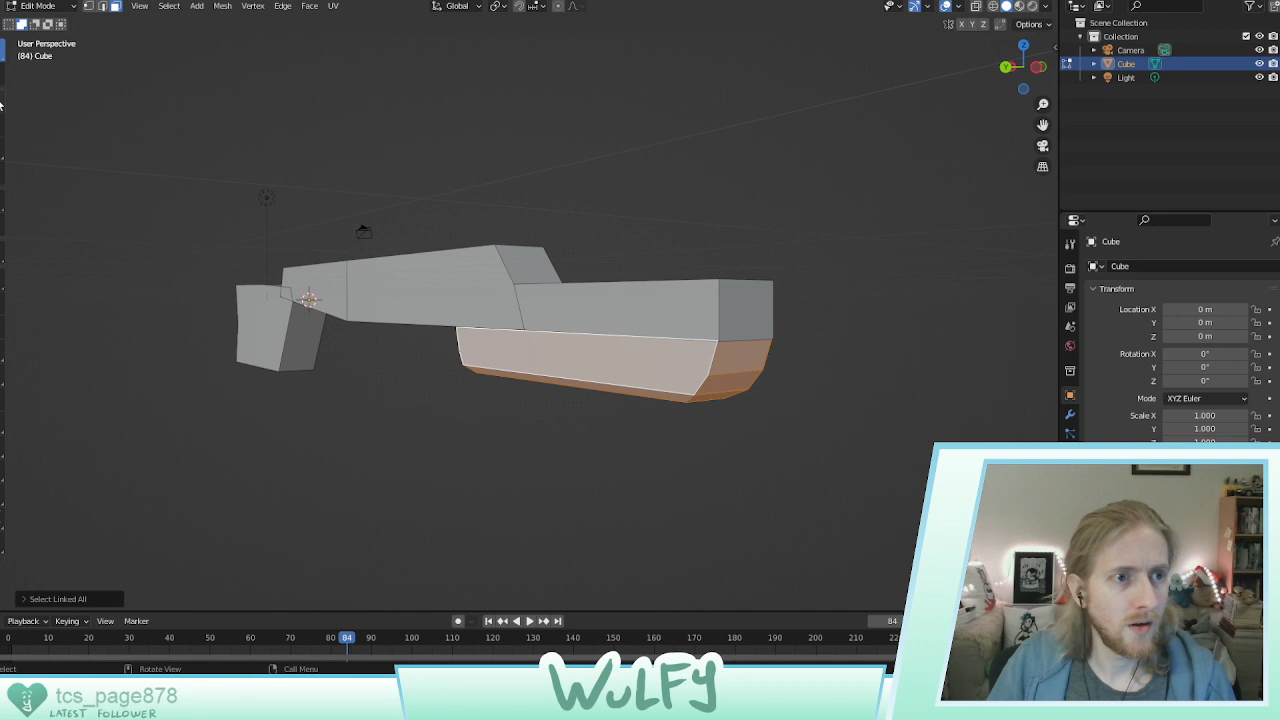 Edit Mode View Select Add Mesh Vertex Edge Face UV Global
X Y Z Options
User Perspective
(84) Cube
Scene Collection
Collection
Camera
Cube
Light
Cube
Cube
Transform
Location X 0 m
Y 0 m
Z 0 m
Rotation X 0°
Y 0°
Z 0°
Mode XYZ Euler
Scale X 1.000
Y 1.000
Z 1.000
Select Linked All
Playback Keying View Marker 84
0 10 20 30 40 50 60 70 80 84 90 100 110 120 130 140 150 160 170 180 190 200 210
Rotate View Call Menu
tcs_page878
LATEST FOLLOWER
WULFY